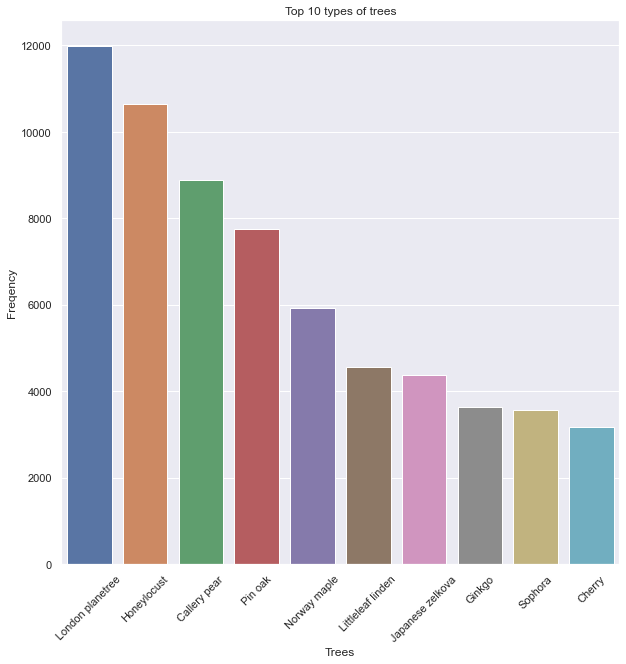 Top 10 types of trees
Freqency
12000
10000
8000
6000
4000
2000
0
London planetree
Honeylocust
Callery pear
Pin oak
Norway maple
Littleleaf linden
Japanese zelkova
Ginkgo
Sophora
Cherry
Trees